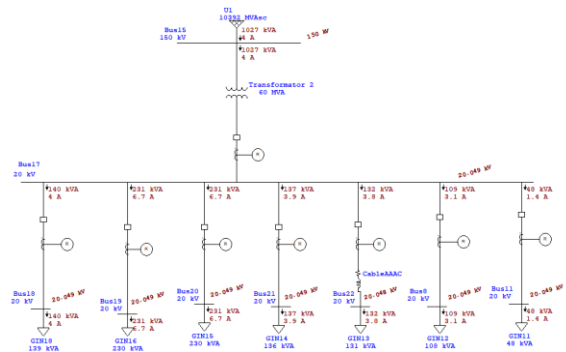 U1
10392 MVAsc
Bus15
150 kV
1027 kVA
4 A
150 kV
1027 kVA
4 A
Transformator 2
60 MVA
R
Bus17
20 kV
20.049 kV
140 kVA
4 A
231 kVA
6.7 A
231 kVA
6.7 A
137 kVA
3.9 A
132 kVA
3.8 A
109 kVA
3.1 A
48 kVA
1.4 A
R
R
R
R
R
R
R
CableAAAC
Bus18
20 kV
20.049 kV
Bus19
20 kV
20.049 kV
Bus20
20 kV
20.049 kV
Bus21
20 kV
20.049 kV
Bus22
20 kV
20.048 kV
Bus8
20 kV
20.049 kV
Bus11
20 kV
20.049 kV
140 kVA
4 A
231 kVA
6.7 A
231 kVA
6.7 A
137 kVA
3.9 A
132 kVA
3.8 A
109 kVA
3.1 A
48 kVA
1.4 A
GIN18
139 kVA
GIN16
230 kVA
GIN15
230 kVA
GIN14
136 kVA
GIN13
131 kVA
GIN12
108 kVA
GIN11
48 kVA